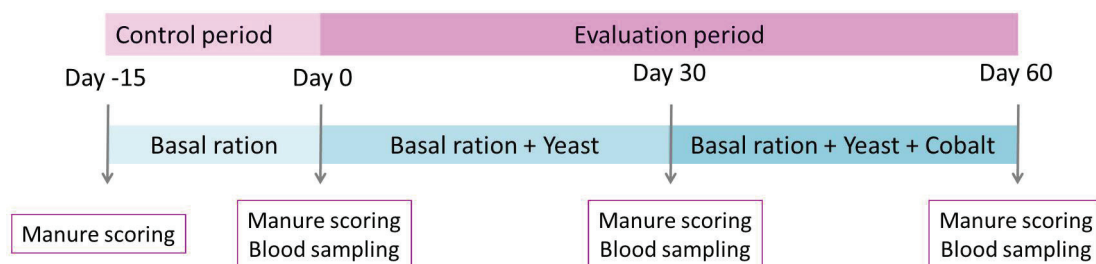 Control period
Evaluation period
Day -15
Day 0
Day 30
Day 60
Basal ration
Basal ration + Yeast
Basal ration + Yeast + Cobalt
Manure scoring
Manure scoring
Blood sampling
Manure scoring
Blood sampling
Manure scoring
Blood sampling